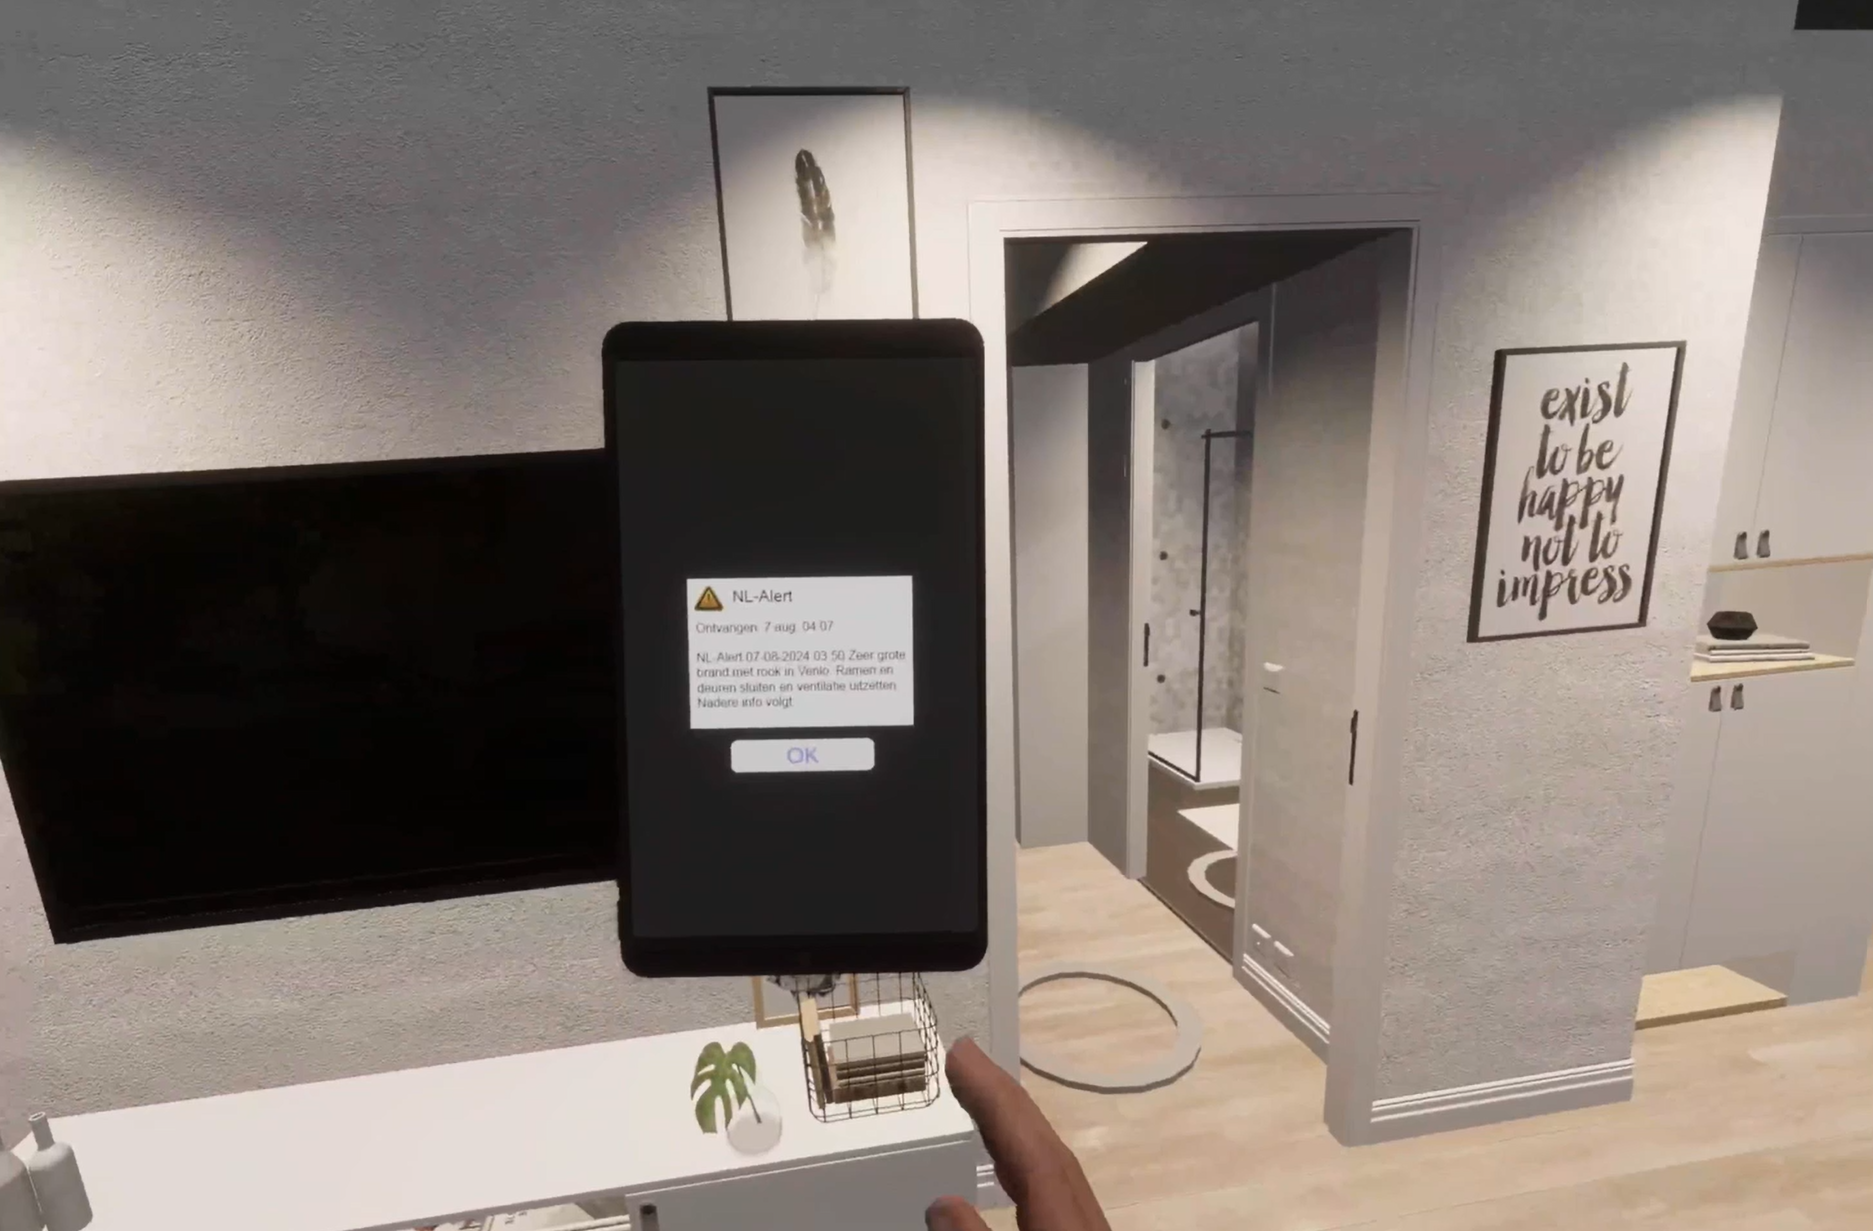 NL-Alert
Ontvangen: 7 aug. 04:07
NL-Alert 07-08-2024 03:50 Zeer grote
brand met rook in Venlo. Ramen en
deuren sluiten en ventilatie uitzetten.
Nadere info volgt.
OK
exist
to be
happy
not to
impress